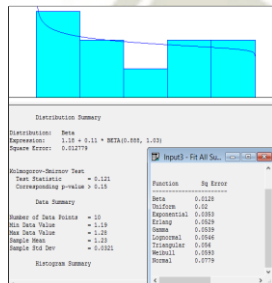 Distribution Summary
Distribution: Beta
Expression: 1.18 + 0.11 * BETA(0.888, 1.03)
Square Error: 0.012779
Kolmogorov-Smirnov Test
Test Statistic = 0.121
Corresponding p-value > 0.15
Data Summary
Number of Data Points = 10
Min Data Value = 1.19
Max Data Value = 1.28
Sample Mean = 1.23
Sample Std Dev = 0.0321
Histogram Summary
Input3 - Fit All Su...
Function Sq Error
Beta 0.0128
Uniform 0.02
Exponential 0.0353
Erlang 0.0529
Gamma 0.0539
Lognormal 0.0546
Triangular 0.056
Weibull 0.0593
Normal 0.0779